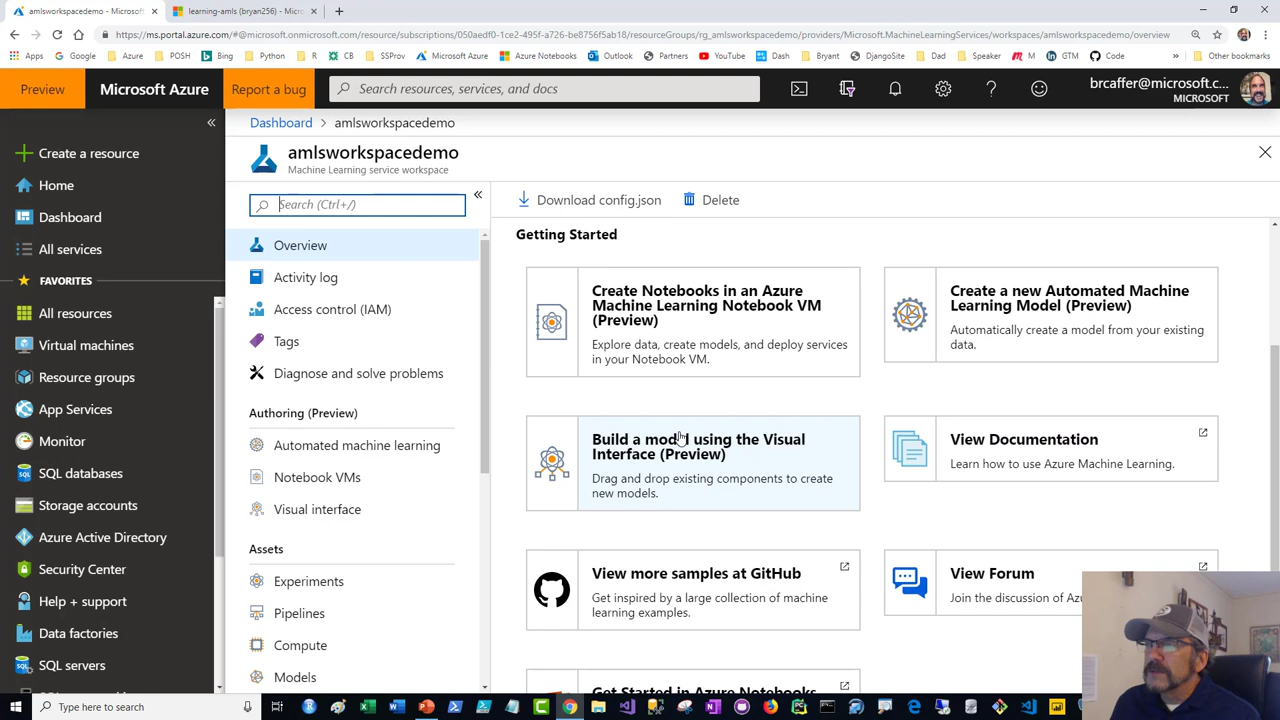 amlsworkspacedemo - Microsoft Az
learning-amls (bryan256) - Micro
https://ms.portal.azure.com/#@microsoft.onmicrosoft.com/resource/subscriptions/050aedf0-1ec2-495f-a726-be8756f5ab18/resourceGroups/rg_amlsworkspacedemo/providers/Microsoft.MachineLearningServices/workspaces/amlsworkspacedemo/overview
Apps Google Azure POSH Bing Python R CB SSProv Microsoft Azure Azure Notebooks Outlook Partners YouTube Dash Bryant DjangoSite Dad Speaker M GTM Code » Other bookmarks
Preview
Microsoft Azure
Report a bug
Search resources, services, and docs
brcaffer@microsoft.c...
MICROSOFT
Create a resource
Home
Dashboard
All services
FAVORITES
All resources
Virtual machines
Resource groups
App Services
Monitor
SQL databases
Storage accounts
Azure Active Directory
Security Center
Help + support
Data factories
SQL servers
Dashboard > amlsworkspacedemo
amlsworkspacedemo
Machine Learning service workspace
Search (Ctrl+/)
Overview
Activity log
Access control (IAM)
Tags
Diagnose and solve problems
Authoring (Preview)
Automated machine learning
Notebook VMs
Visual interface
Assets
Experiments
Pipelines
Compute
Models
Download config.json
Delete
Getting Started
Create Notebooks in an Azure
Machine Learning Notebook VM
(Preview)
Explore data, create models, and deploy services
in your Notebook VM.
Create a new Automated Machine
Learning Model (Preview)
Automatically create a model from your existing
data.
Build a model using the Visual
Interface (Preview)
Drag and drop existing components to create
new models.
View Documentation
Learn how to use Azure Machine Learning.
View more samples at GitHub
Get inspired by a large collection of machine
learning examples.
View Forum
Join the discussion of Az
Get Started in Azure Notebooks
Type here to search